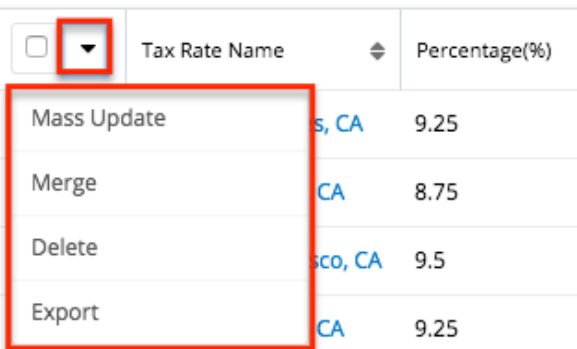 Tax Rate Name Percentage(%)
Mass Update s, CA 9.25
Merge CA 8.75
Delete sco, CA 9.5
Export CA 9.25